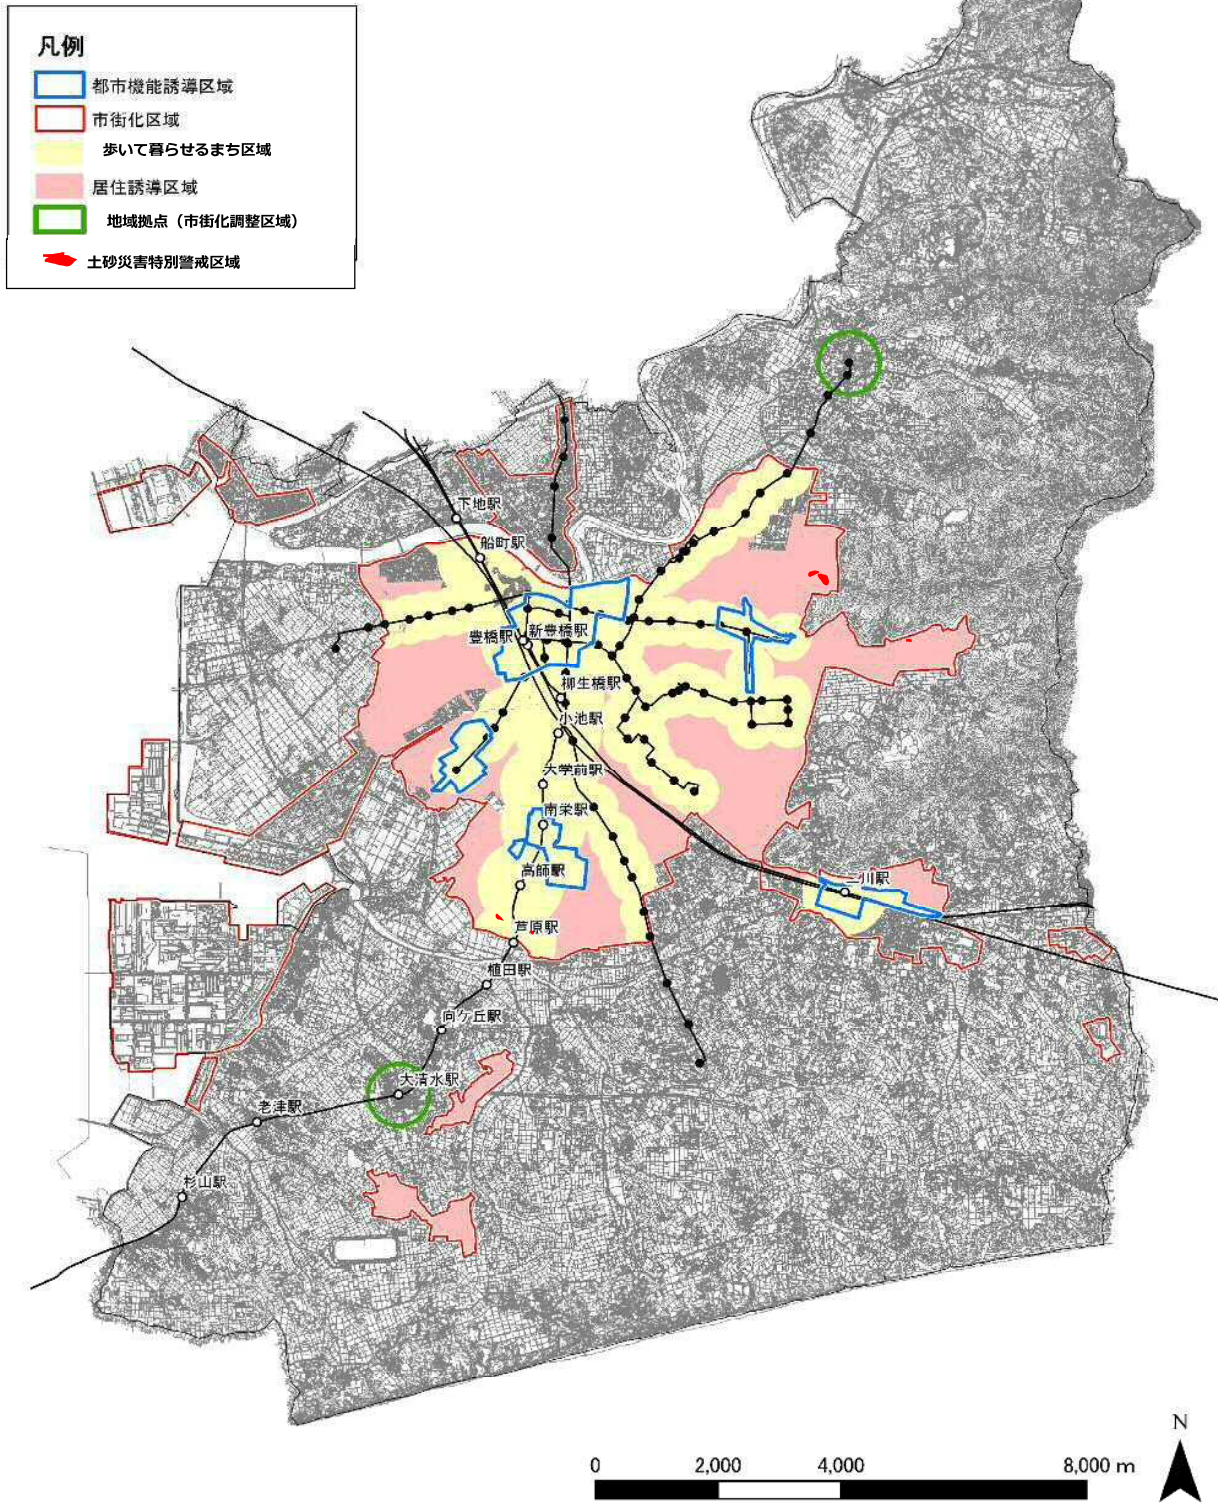 凡例
都市機能誘導区域
市街化区域
歩いて暮らせるまち区域
居住誘導区域
地域拠点（市街化調整区域）
土砂災害特別警戒区域
下地駅
船町駅
豊橋駅
新豊橋駅
柳生橋駅
小池駅
大学前駅
南栄駅
高師駅
川駅
芦原駅
植田駅
向ケ丘駅
大清水駅
老津駅
杉山駅
N
0 2,000 4,000 8,000 m